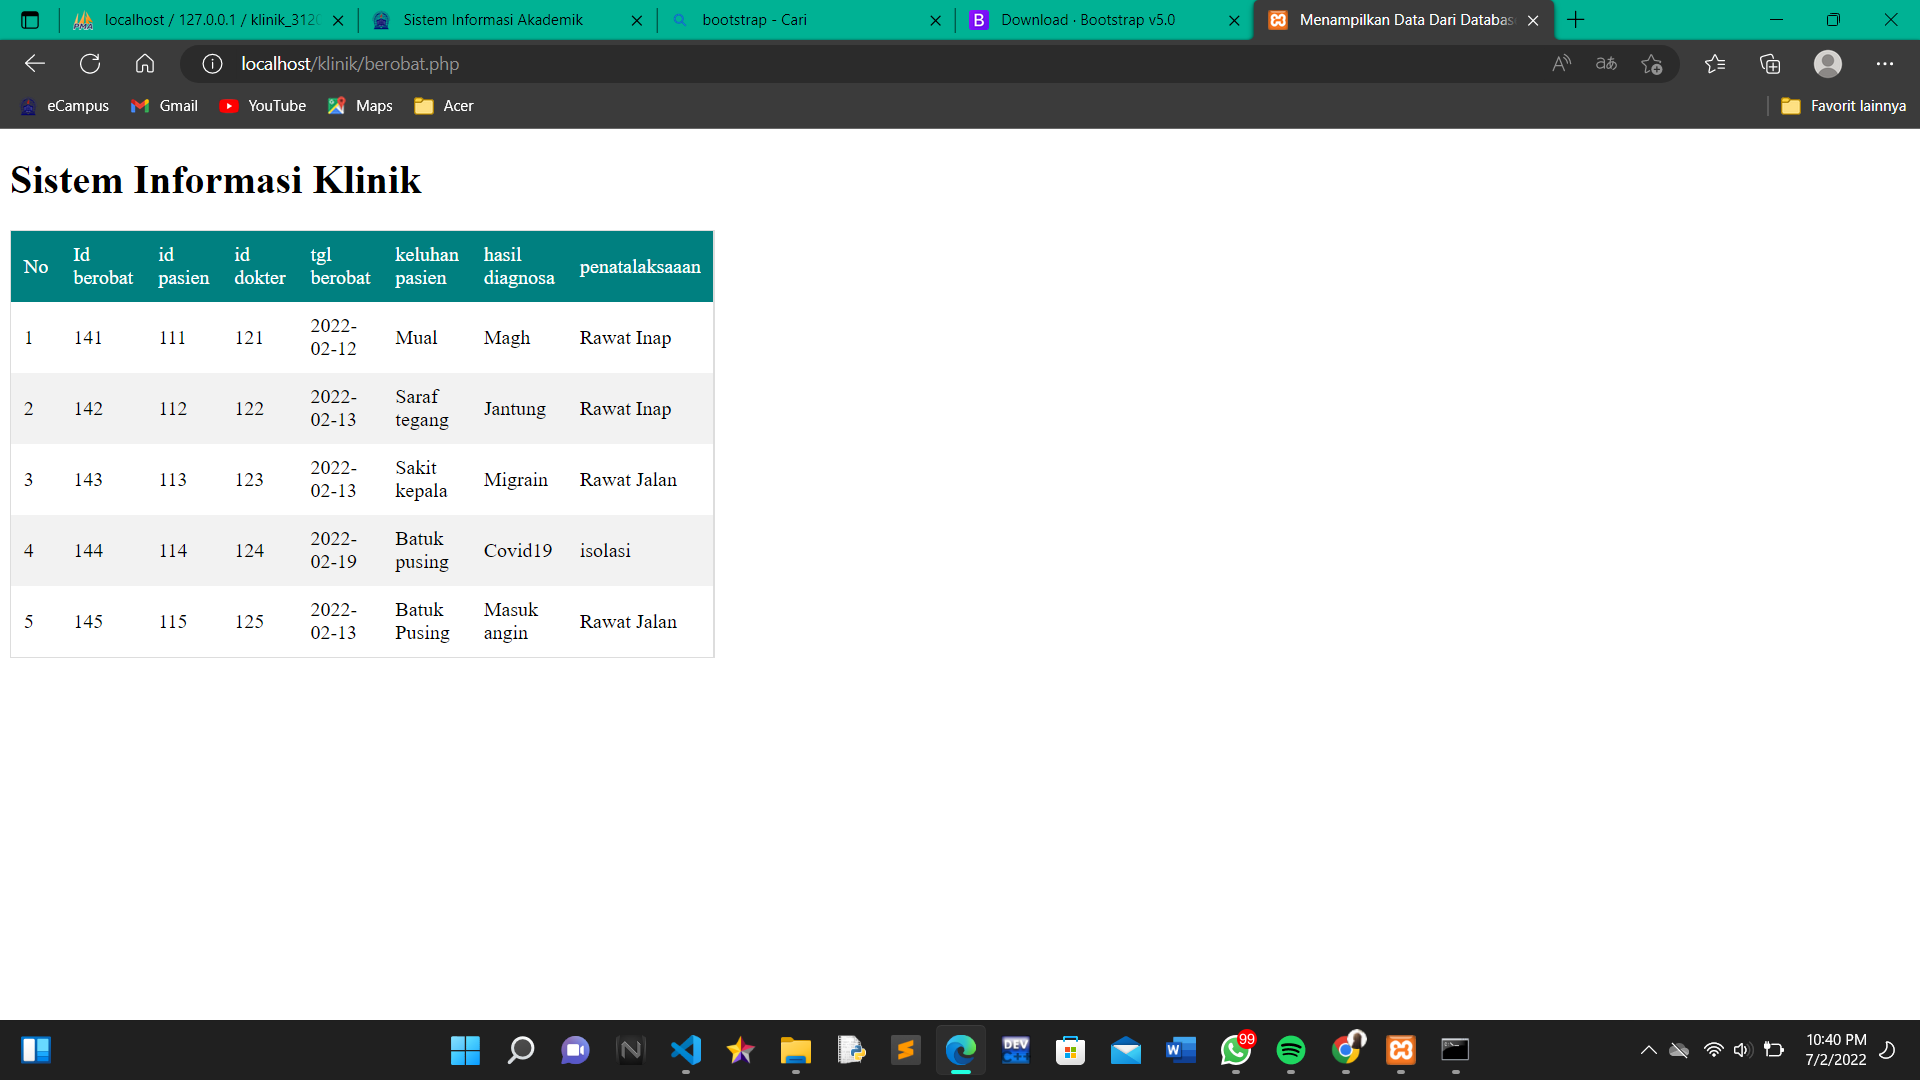 localhost / 127.0.0.1 / klinik_3120
Sistem Informasi Akademik
bootstrap - Cari
B
Download · Bootstrap v5.0
Menampilkan Data Dari Database
localhost/klinik/berobat.php
eCampus
Gmail
YouTube
Maps
Acer
Favorit lainnya
Sistem Informasi Klinik
No
Id
berobat
id
pasien
id
dokter
tgl
berobat
keluhan
pasien
hasil
diagnosa
penatalaksaaan
1
141
111
121
2022-
02-12
Mual
Magh
Rawat Inap
2
142
112
122
2022-
02-13
Saraf
tegang
Jantung
Rawat Inap
3
143
113
123
2022-
02-13
Sakit
kepala
Migrain
Rawat Jalan
4
144
114
124
2022-
02-19
Batuk
pusing
Covid19
isolasi
5
145
115
125
2022-
02-13
Batuk
Pusing
Masuk
angin
Rawat Jalan
DEV
C++
W
99
10:40 PM
7/2/2022